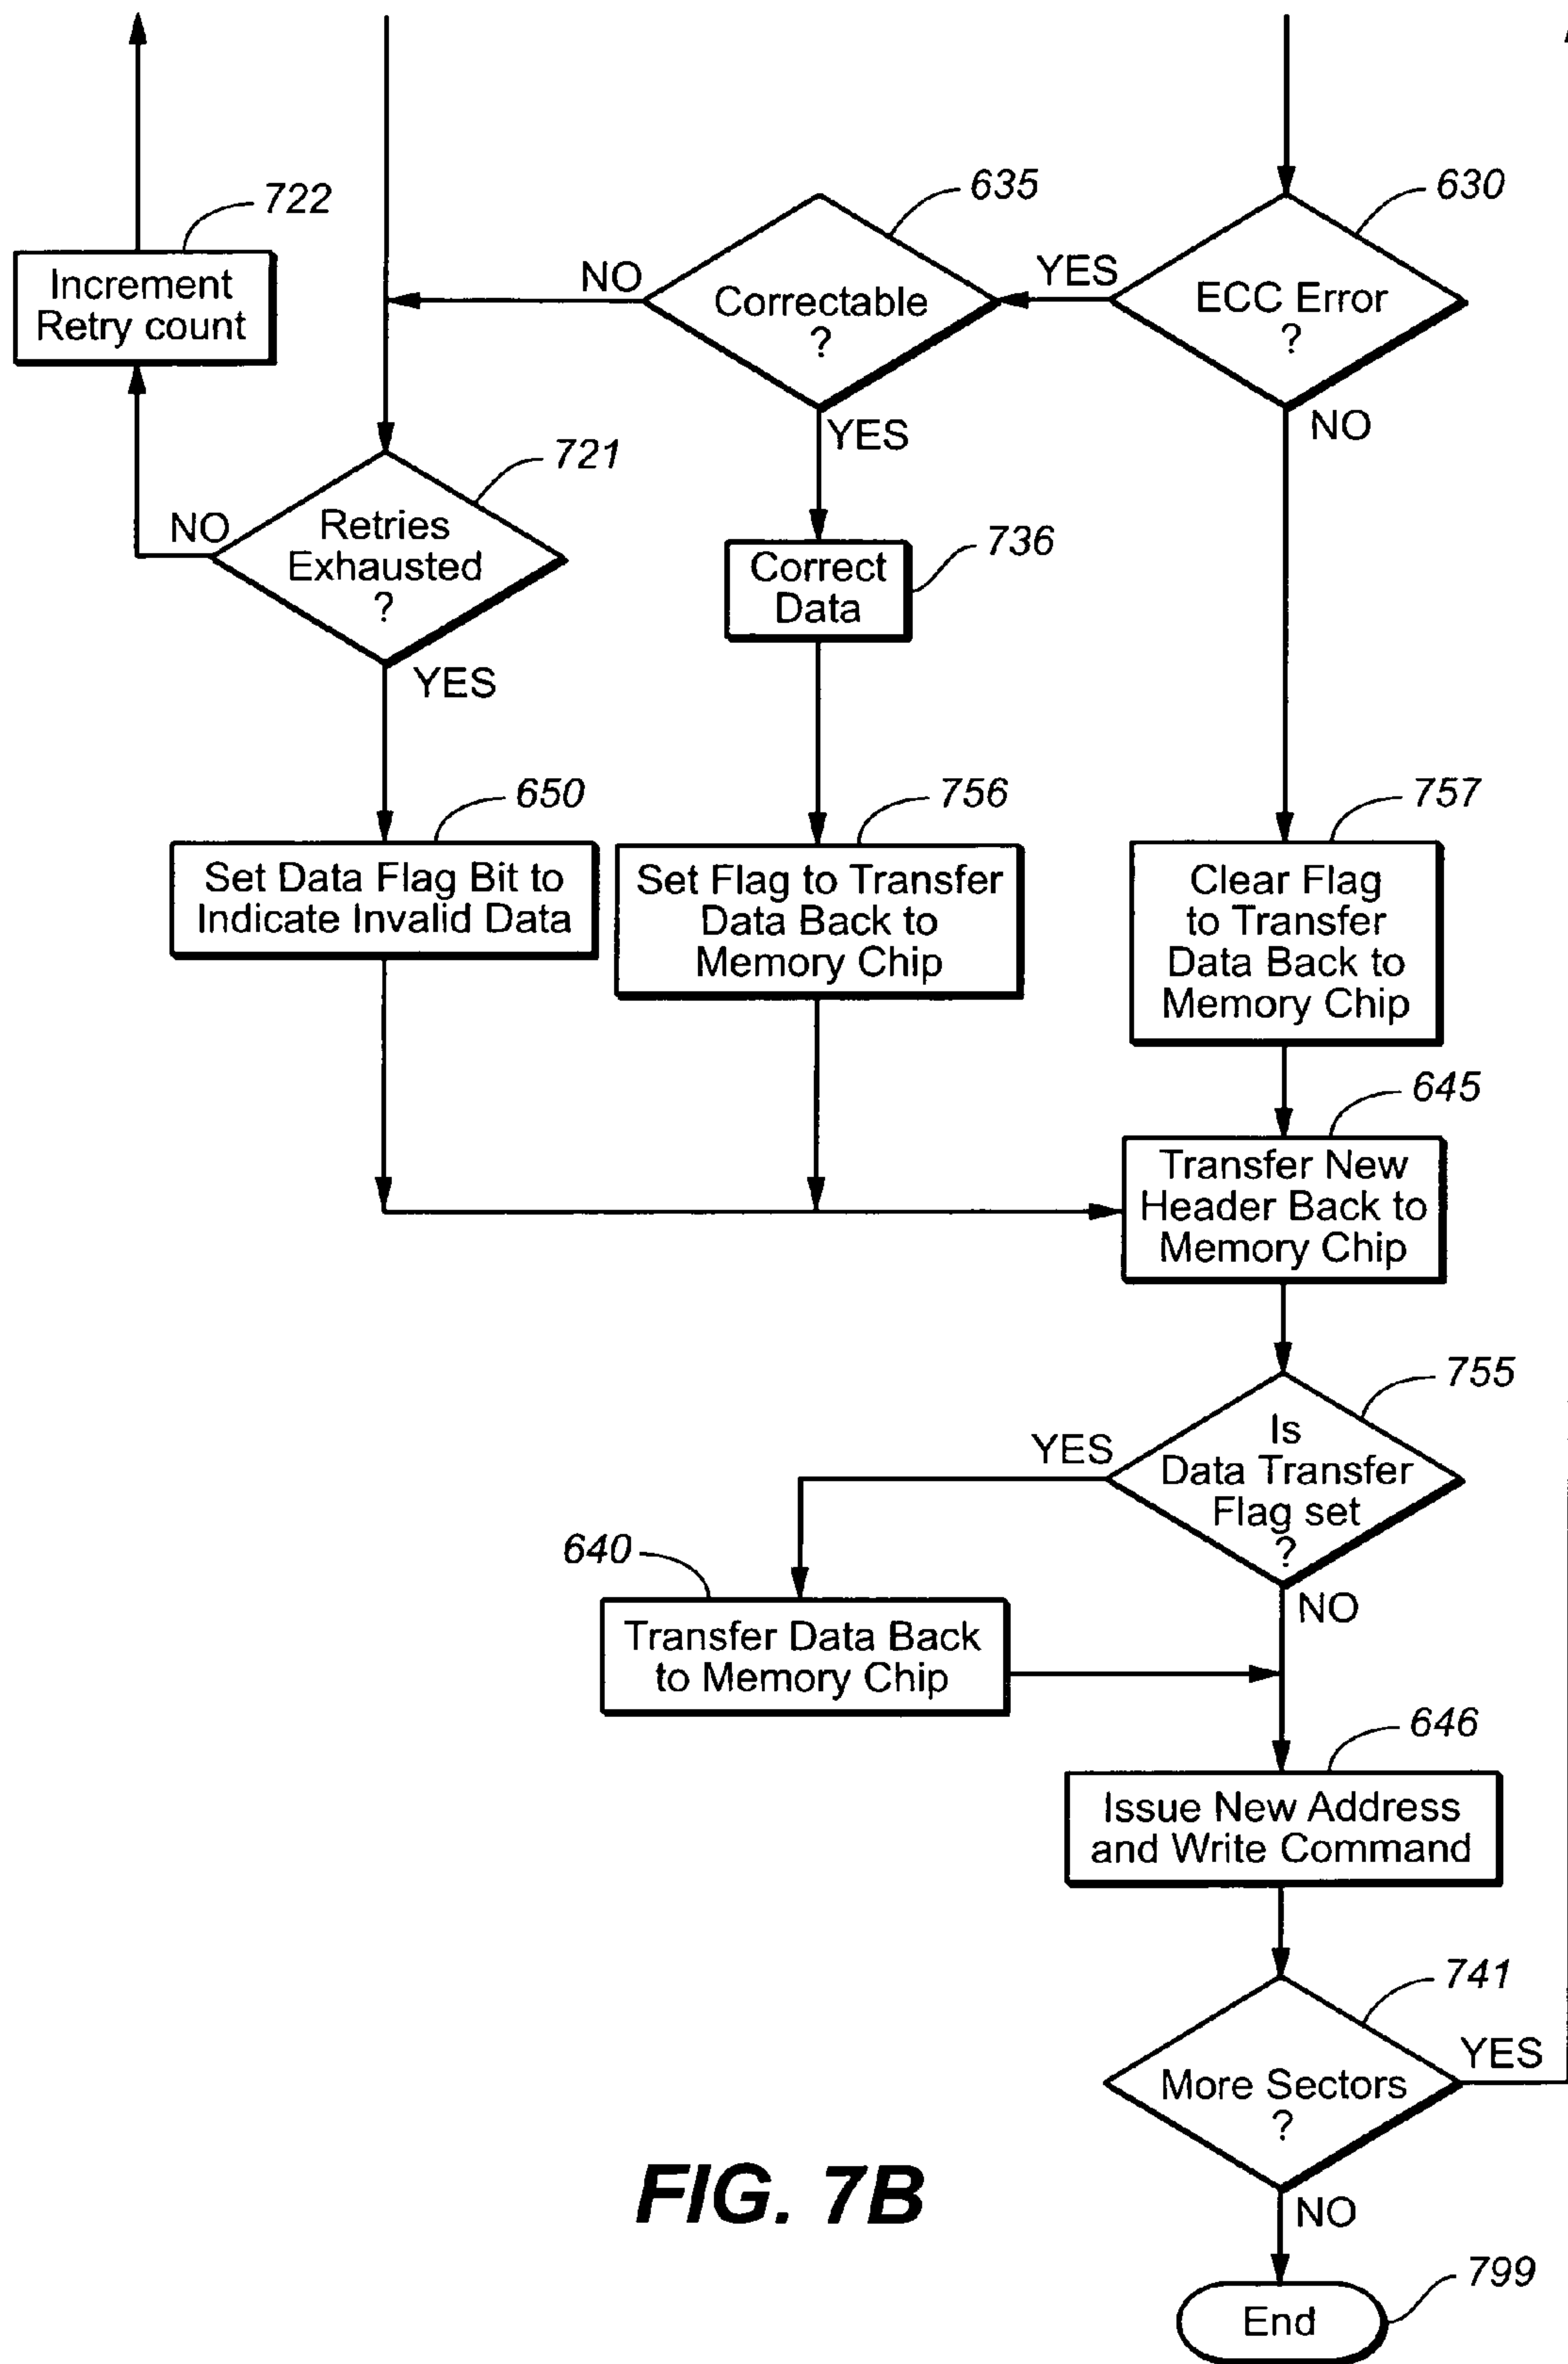 722
Increment
Retry count
635
Correctable
?
NO
YES
630
ECC Error
?
YES
NO
721
Retries
Exhausted
?
NO
YES
736
Correct
Data
650
Set Data Flag Bit to
Indicate Invalid Data
756
Set Flag to Transfer
Data Back to
Memory Chip
757
Clear Flag
to Transfer
Data Back to
Memory Chip
645
Transfer New
Header Back to
Memory Chip
755
Is
Data Transfer
Flag set
?
YES
NO
640
Transfer Data Back
to Memory Chip
646
Issue New Address
and Write Command
741
More Sectors
?
YES
NO
799
End
FIG. 7B